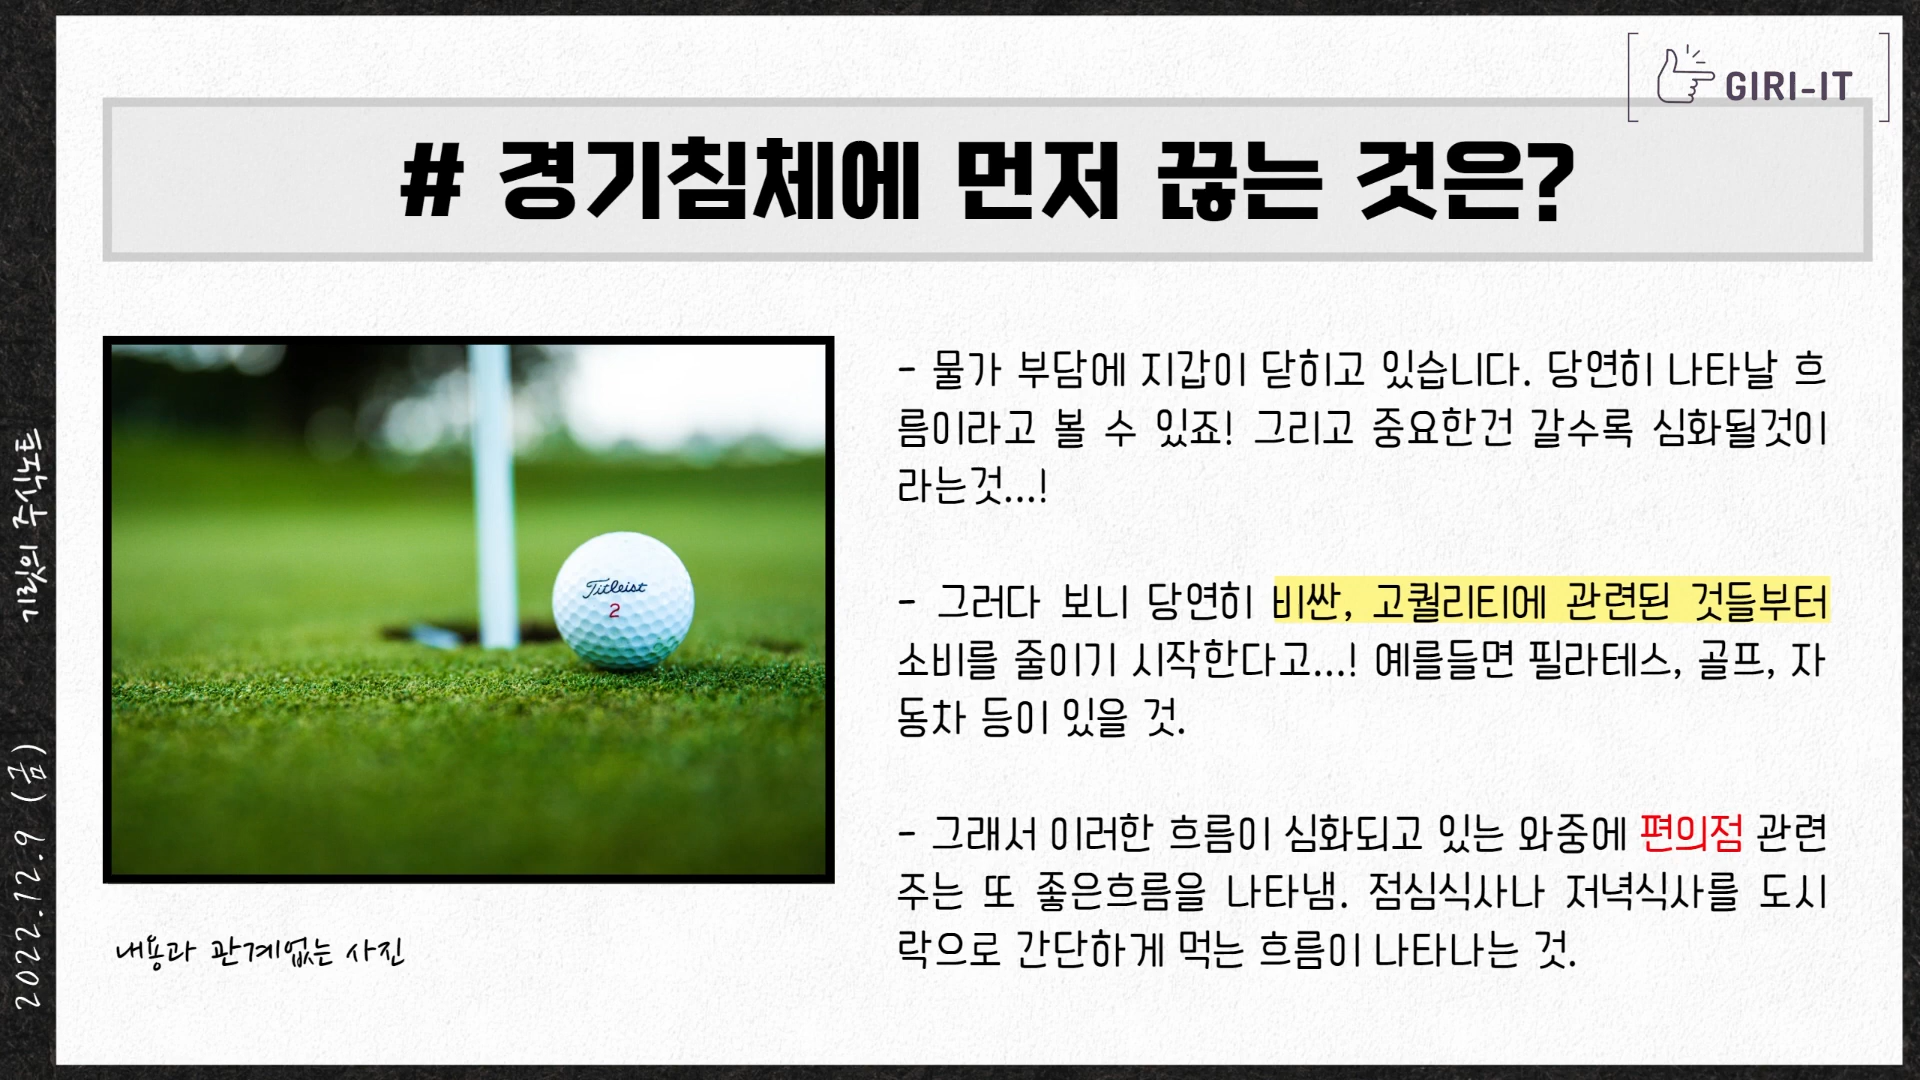 GIRI-IT
# 경기침체에 먼저 끊는 것은?
Titleist
2
내용과 관계없는 사진
- 물가 부담에 지갑이 닫히고 있습니다. 당연히 나타날 흐
름이라고 볼 수 있죠! 그리고 중요한건 갈수록 심화될것이
라는것...!
- 그러다 보니 당연히 비싼, 고퀄리티에 관련된 것들부터
소비를 줄이기 시작한다고...! 예를들면 필라테스, 골프, 자
동차 등이 있을 것.
- 그래서 이러한 흐름이 심화되고 있는 와중에 편의점 관련
주는 또 좋은흐름을 나타냄. 점심식사나 저녁식사를 도시
락으로 간단하게 먹는 흐름이 나타나는 것.
2022.12.9 (금) 기릿의 주식노트